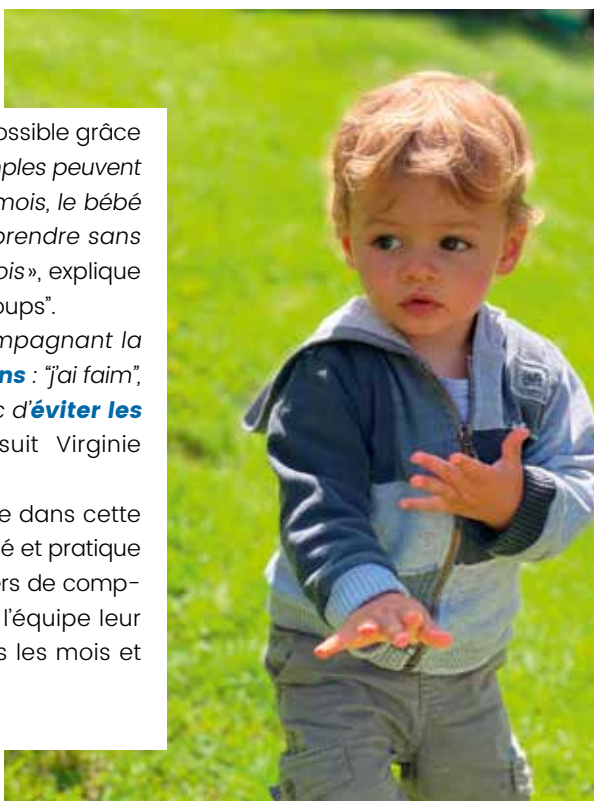 ossible grâce
nples peuvent
mois, le bébé
prendre sans
ois», explique
oups”.
mpagnant la
ns : “j’ai faim”,
c d’éviter les
suit Virginie
e dans cette
é et pratique
ers de comp-
l’équipe leur
s les mois et